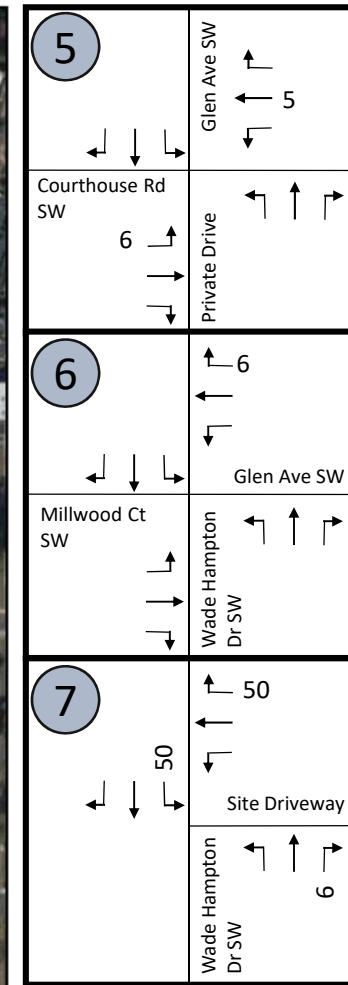 5
Glen Ave SW
5
Courthouse Rd
SW
6
Private Drive
6
6
Glen Ave SW
Millwood Ct
SW
Wade Hampton
Dr SW
7
50
50
Site Driveway
Wade Hampton
Dr SW
6